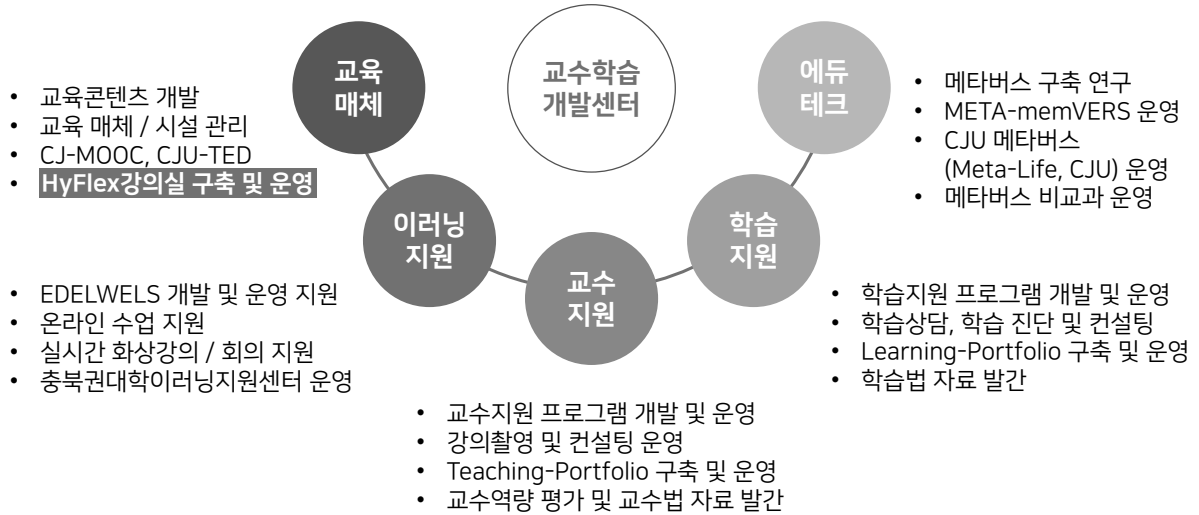 교육
매체
교수학습
개발센터
에듀
테크
• 교육콘텐츠 개발
• 교육 매체 / 시설 관리
• CJ-MOOC, CJU-TED
• HyFlex강의실 구축 및 운영
• 메타버스 구축 연구
• META-memVERS 운영
• CJU 메타버스
(Meta-Life, CJU) 운영
• 메타버스 비교과 운영
이러닝
지원
교수
지원
학습
지원
• EDELWELS 개발 및 운영 지원
• 온라인 수업 지원
• 실시간 화상강의 / 회의 지원
• 충북권대학이러닝지원센터 운영
• 학습지원 프로그램 개발 및 운영
• 학습상담, 학습 진단 및 컨설팅
• Learning-Portfolio 구축 및 운영
• 학습법 자료 발간
• 교수지원 프로그램 개발 및 운영
• 강의촬영 및 컨설팅 운영
• Teaching-Portfolio 구축 및 운영
• 교수역량 평가 및 교수법 자료 발간